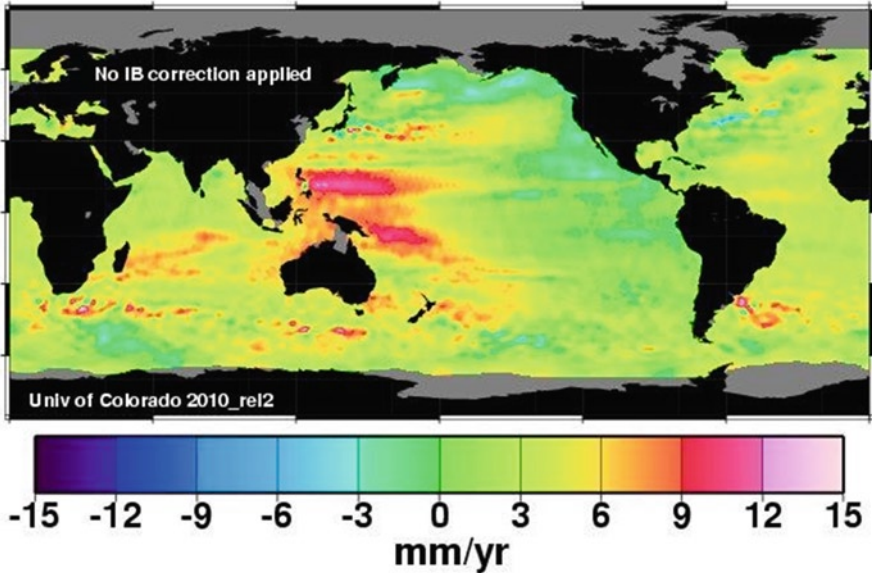 No IB correction applied
Univ of Colorado 2010_rel2
-15 -12 -9 -6 -3 0 3 6 9 12 15
mm/yr